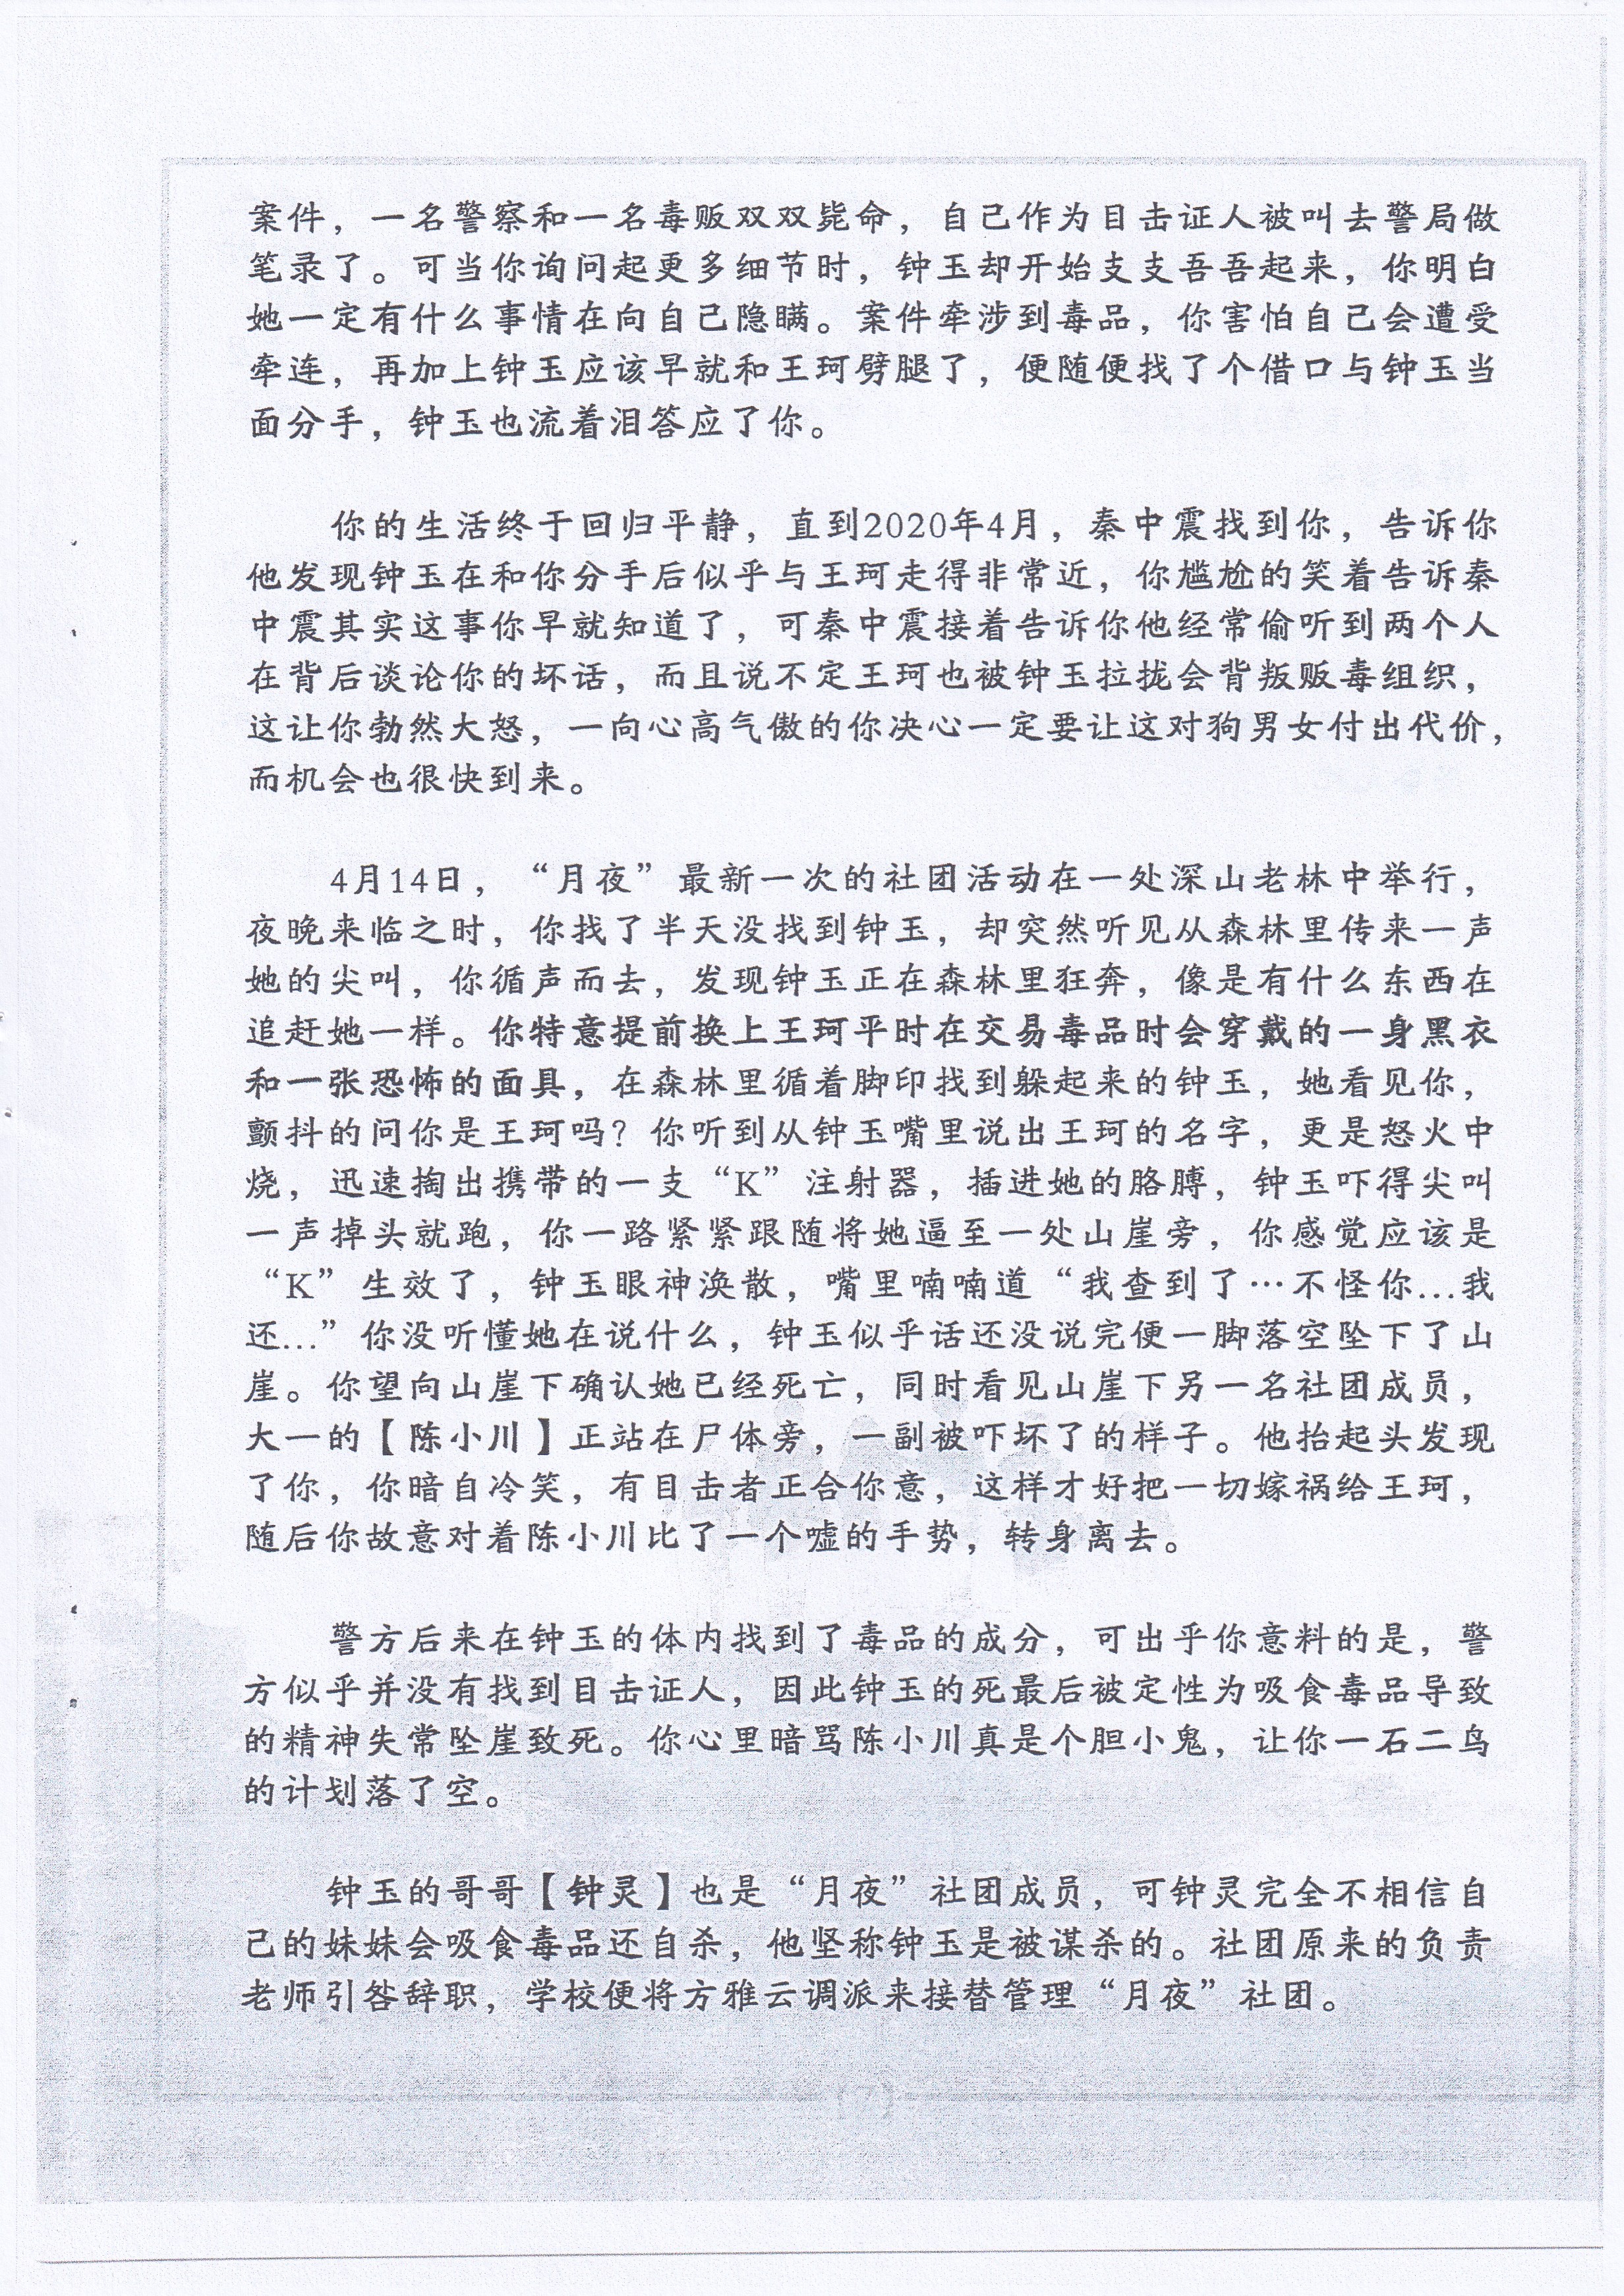 案件，一名警察和一名毒贩双双毙命，自己作为目击证人被叫去警局做
笔录了。可当你询问起更多细节时，钟玉却开始支支吾吾起来，你明白
她一定有什么事情在向自己隐瞒。案件牵涉到毒品，你害怕自己会遭受
牵连，再加上钟玉应该早就和王珂劈腿了，便随便找了个借口与钟玉当
面分手，钟玉也流着泪答应了你。
你的生活终于回归平静，直到2020年4月，秦中震找到你，告诉你
他发现钟玉在和你分手后似乎与王珂走得非常近，你尴尬的笑着告诉秦
中震其实这事你早就知道了，可秦中震接着告诉你他经常偷听到两个人
在背后谈论你的坏话，而且说不定王珂也被钟玉拉拢会背叛贩毒组织，
这让你勃然大怒，一向心高气傲的你决心一定要让这对狗男女付出代价，
而机会也很快到来。
4月14日，“月夜”最新一次的社团活动在一处深山老林中举行，
夜晚来临之时，你找了半天没找到钟玉，却突然听见从森林里传来一声
她的尖叫，你循声而去，发现钟玉正在森林里狂奔，像是有什么东西在
追赶她一样。你特意提前换上王珂平时在交易毒品时会穿戴的一身黑衣
和一张恐怖的面具，在森林里循着脚印找到躲起来的钟玉，她看见你，
颤抖的问你是王珂吗？你听到从钟玉嘴里说出王珂的名字，更是怒火中
烧，迅速掏出携带的一支“K”注射器，插进她的胳膊，钟玉吓得尖叫
一声掉头就跑，你一路紧紧跟随将她逼至一处山崖旁，你感觉应该是
“K”生效了，钟玉眼神涣散，嘴里喃喃道“我查到了…不怪你...我
还...”你没听懂她在说什么，钟玉似乎话还没说完便一脚落空坠下了山
崖。你望向山崖下确认她已经死亡，同时看见山崖下另一名社团成员，
大一的【陈小川】正站在尸体旁，一副被吓坏了的样子。他抬起头发现
了你，你暗自冷笑，有目击者正合你意，这样才好把一切嫁祸给王珂，
随后你故意对着陈小川比了一个嘘的手势，转身离去。
警方后来在钟玉的体内找到了毒品的成分，可出乎你意料的是，警
方似乎并没有找到目击证人，因此钟玉的死最后被定性为吸食毒品导致
的精神失常坠崖致死。你心里暗骂陈小川真是个胆小鬼，让你一石二鸟
的计划落了空。
钟玉的哥哥【钟灵】也是“月夜”社团成员，可钟灵完全不相信自
己的妹妹会吸食毒品还自杀，他坚称钟玉是被谋杀的。社团原来的负责
老师引咎辞职，学校便将方雅云调派来接替管理“月夜”社团。
[7]